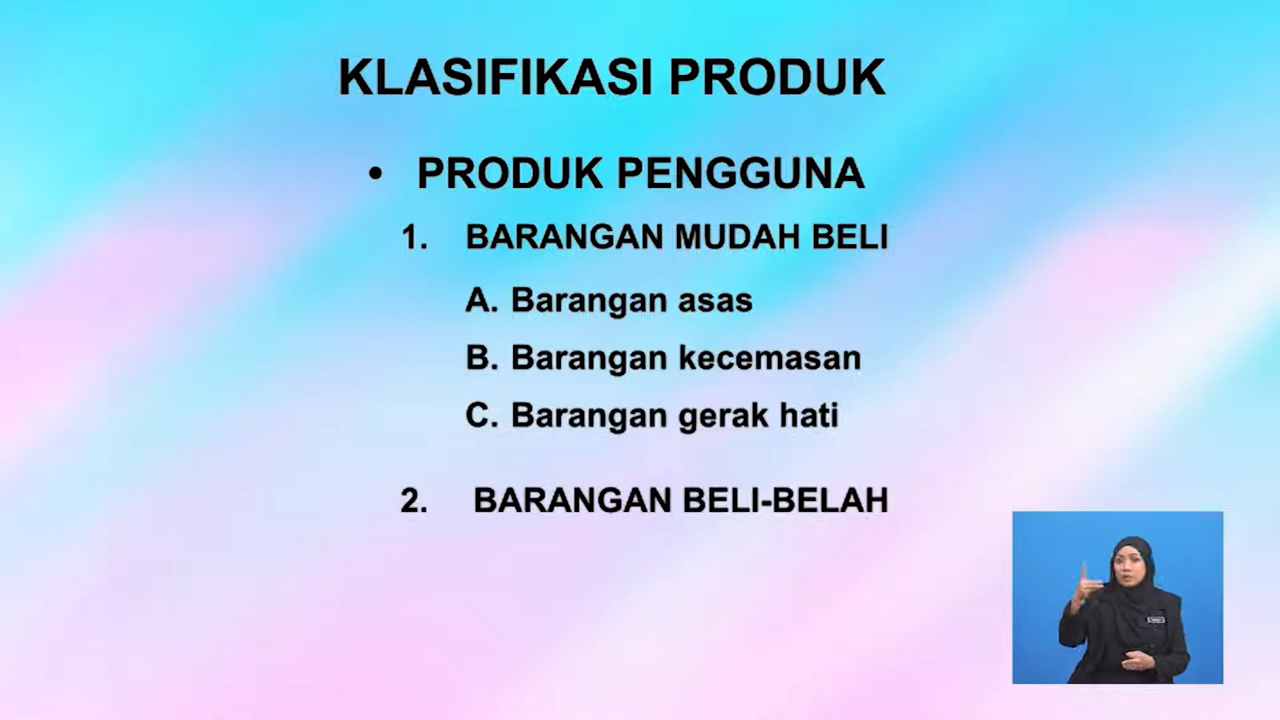 KLASIFIKASI PRODUK
• PRODUK PENGGUNA
1. BARANGAN MUDAH BELI
A. Barangan asas
B. Barangan kecemasan
C. Barangan gerak hati
2. BARANGAN BELI-BELAH